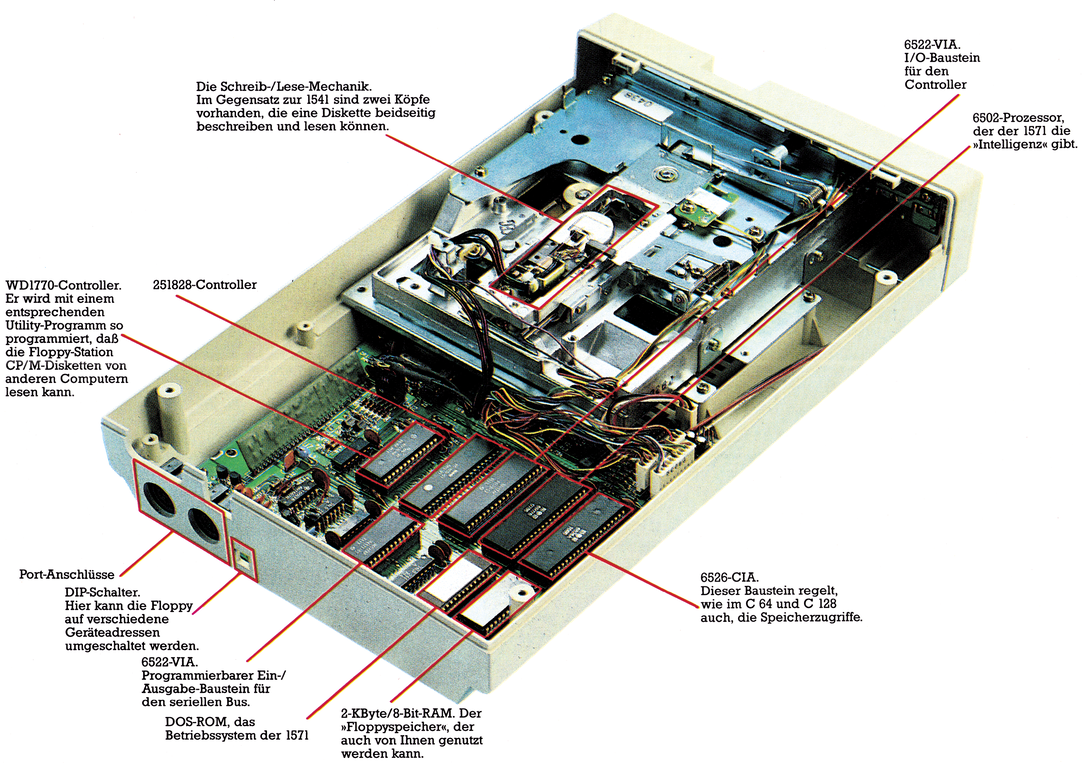 6522-VIA.
I/O-Baustein
für den
Controller
Die Schreib-/Lese-Mechanik.
Im Gegensatz zur 1541 sind zwei Köpfe
vorhanden, die eine Diskette beidseitig
beschreiben und lesen können.
6502-Prozessor,
der der 1571 die
»Intelligenz« gibt.
0438
WD1770-Controller.
Er wird mit einem
entsprechenden
Utility-Programm so
programmiert, daß
die Floppy-Station
CP/M-Disketten von
anderen Computern
lesen kann.
251828-Controller
Port-Anschlüsse
DIP-Schalter.
Hier kann die Floppy
auf verschiedene
Geräteadressen
umgeschaltet werden.
6526-CIA.
Dieser Baustein regelt,
wie im C 64 und C 128
auch, die Speicherzugriffe.
6522-VIA.
Programmierbarer Ein-/
Ausgabe-Baustein für
den seriellen Bus.
DOS-ROM, das
Betriebssystem der 1571
2-KByte/8-Bit-RAM. Der
»Floppyspeicher«, der
auch von Ihnen genutzt
werden kann.